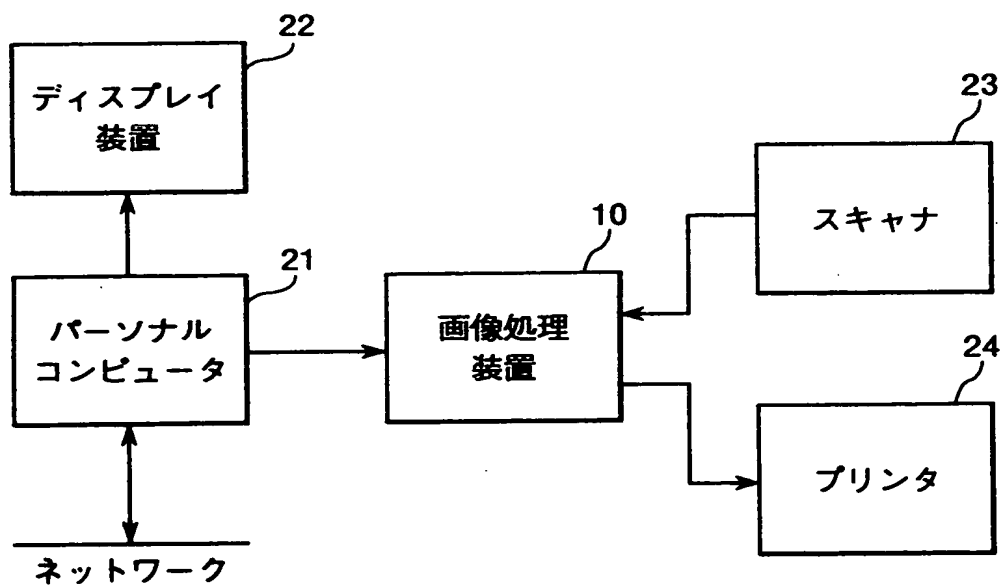 22
ディスプレイ
装置
23
スキャナ
10
画像処理
装置
21
パーソナル
コンピュータ
24
プリンタ
ネットワーク